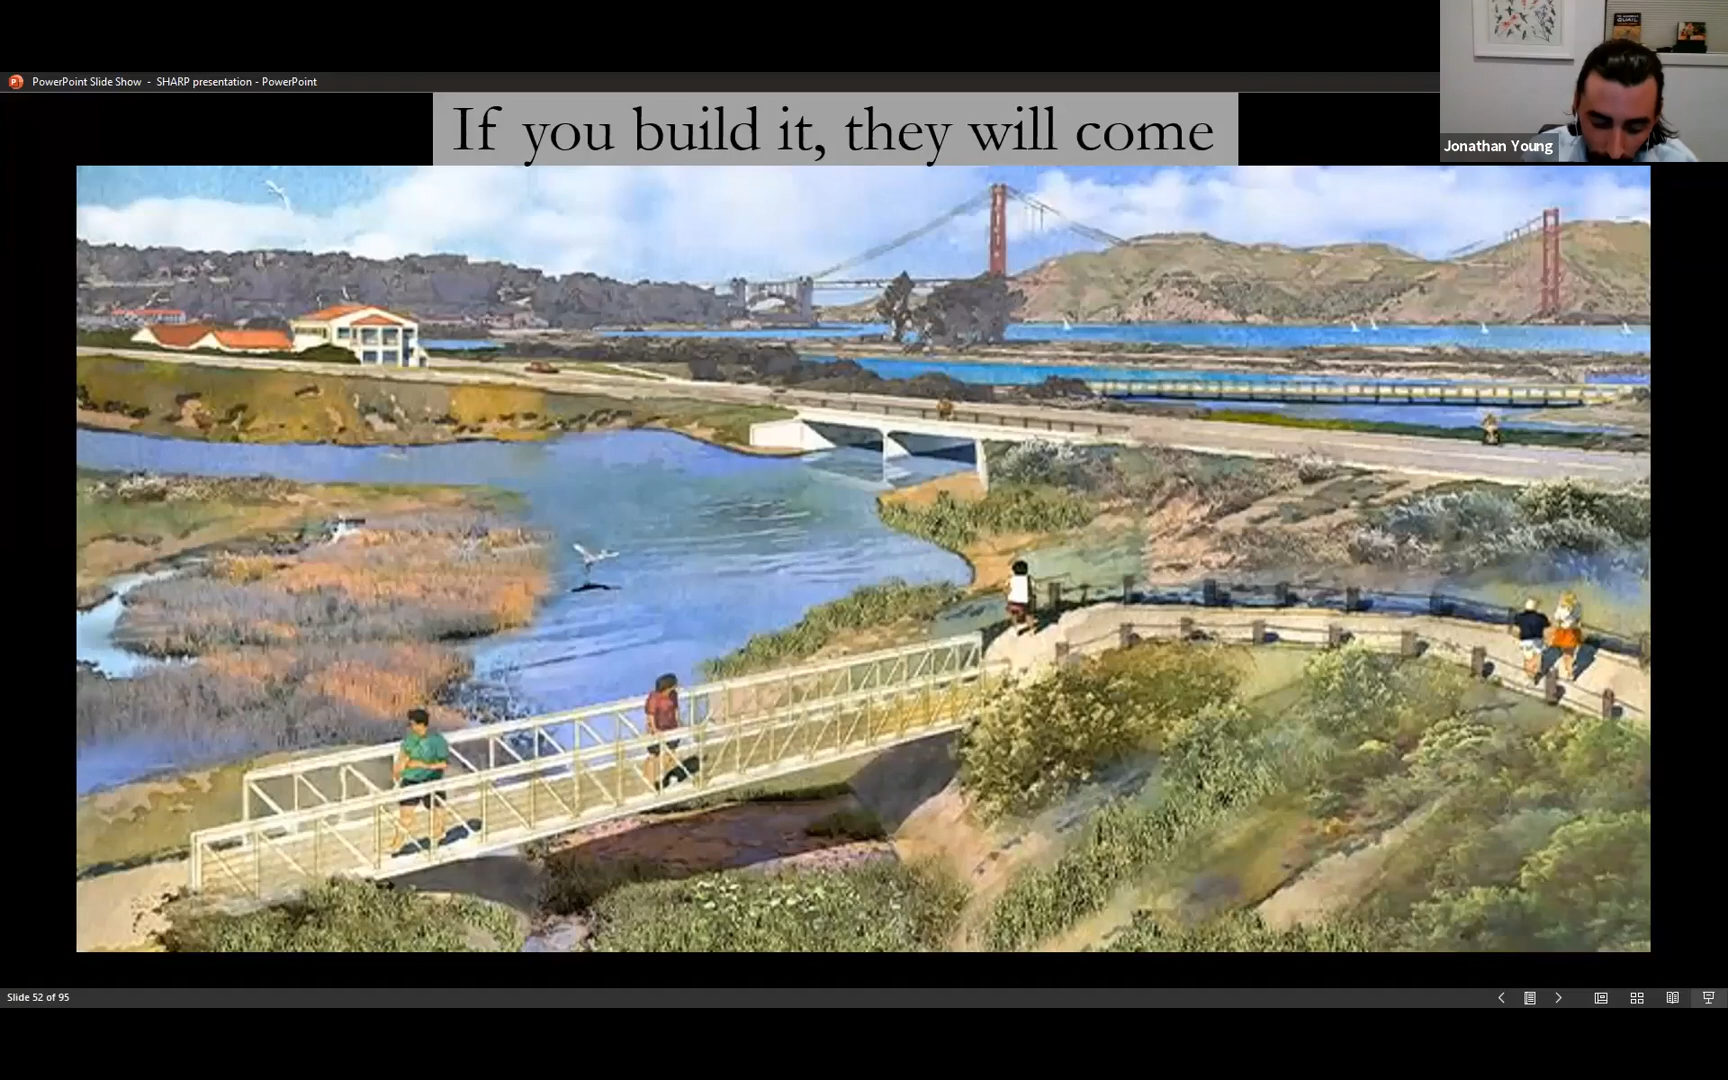 PowerPoint Slide Show - SHARP presentation - PowerPoint
If you build it, they will come
QUAIL
Jonathan Young
Slide 52 of 95